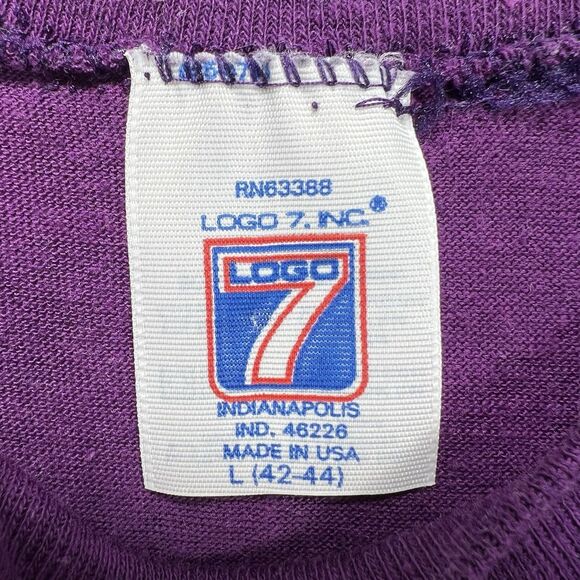 RN63388
LOGO 7, INC.®
LOGO
7
INDIANAPOLIS
IND. 46226
MADE IN USA
L (42-44)